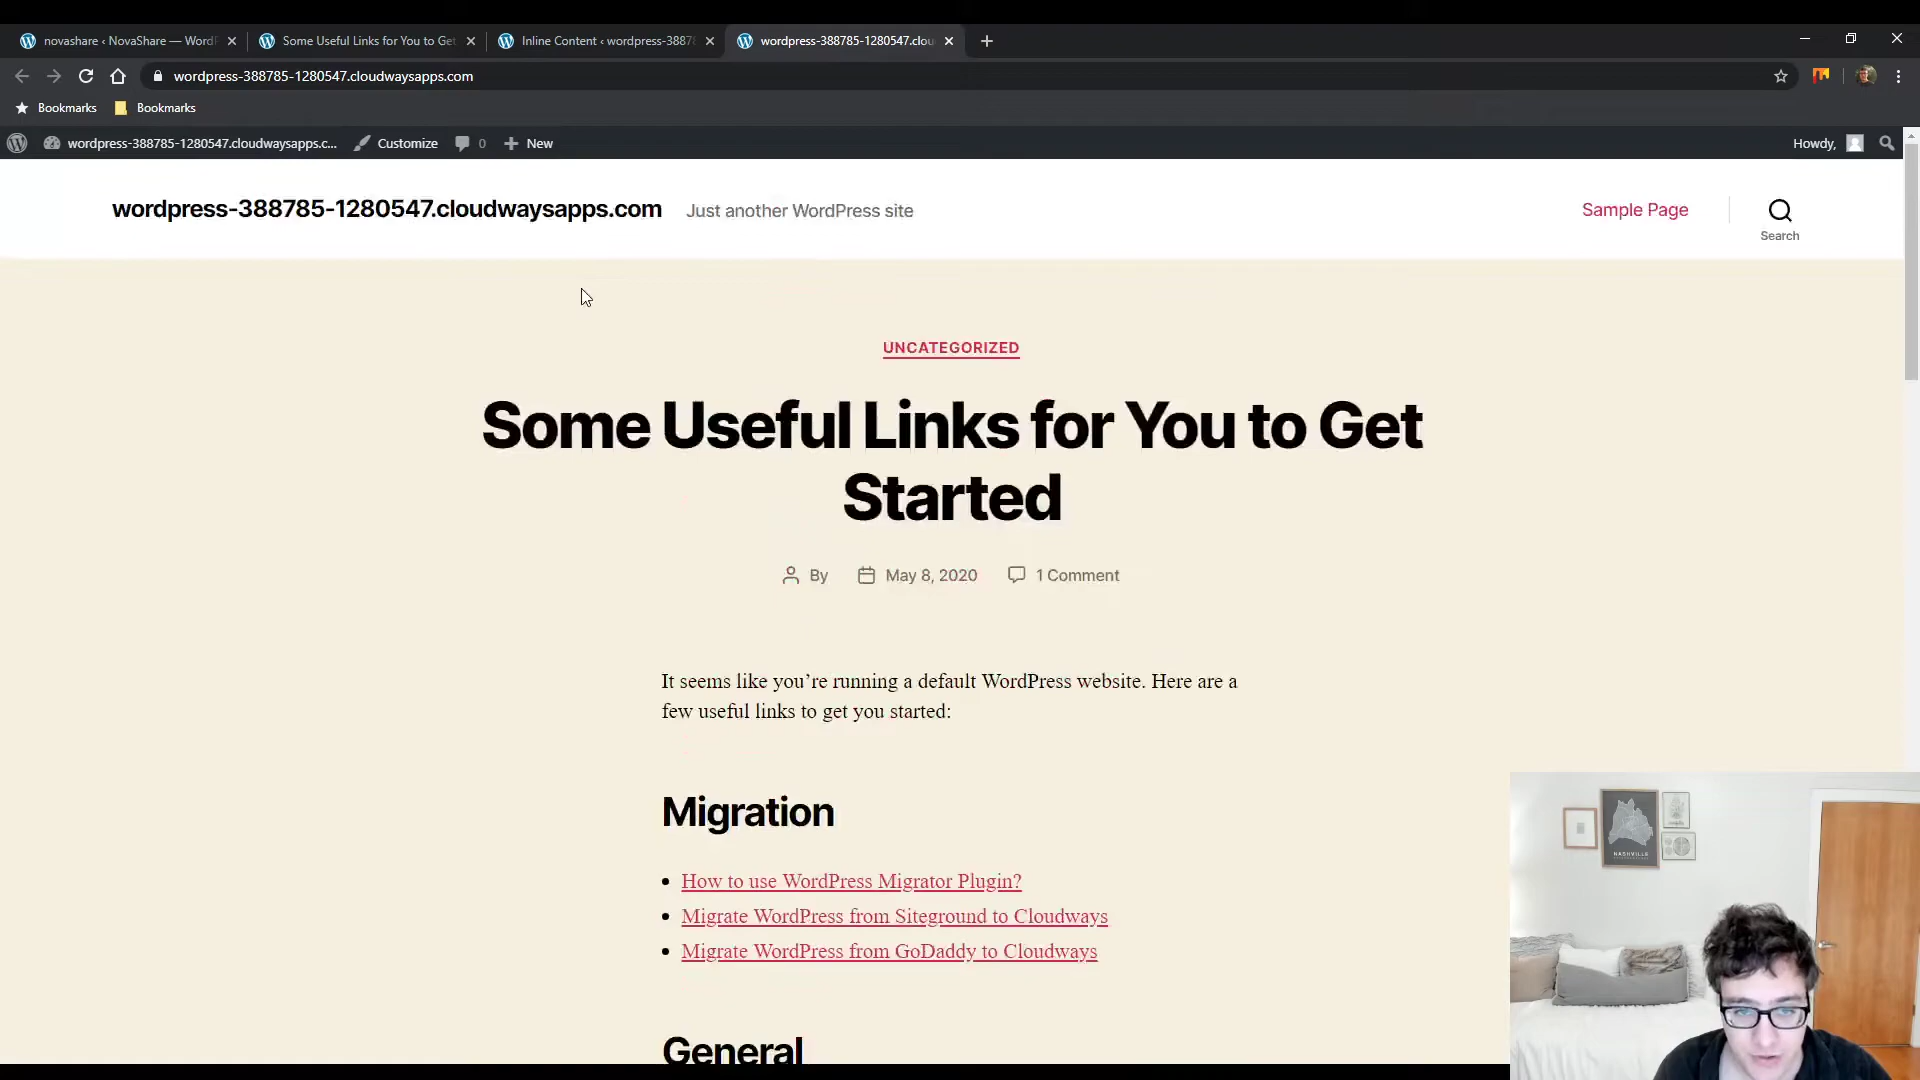 novashare ‹ NovaShare — WordP
Some Useful Links for You to Get
Inline Content ‹ wordpress-3887
wordpress-388785-1280547.clou
wordpress-388785-1280547.cloudwaysapps.com
Bookmarks
Bookmarks
wordpress-388785-1280547.cloudwaysapps.c...
Customize
0
New
Howdy,
wordpress-388785-1280547.cloudwaysapps.com
Just another WordPress site
Sample Page
Search
UNCATEGORIZED
Some Useful Links for You to Get
Started
By
May 8, 2020
1 Comment
It seems like you’re running a default WordPress website. Here are a
few useful links to get you started:
Migration
How to use WordPress Migrator Plugin?
Migrate WordPress from Siteground to Cloudways
Migrate WordPress from GoDaddy to Cloudways
General
NASHVILLE